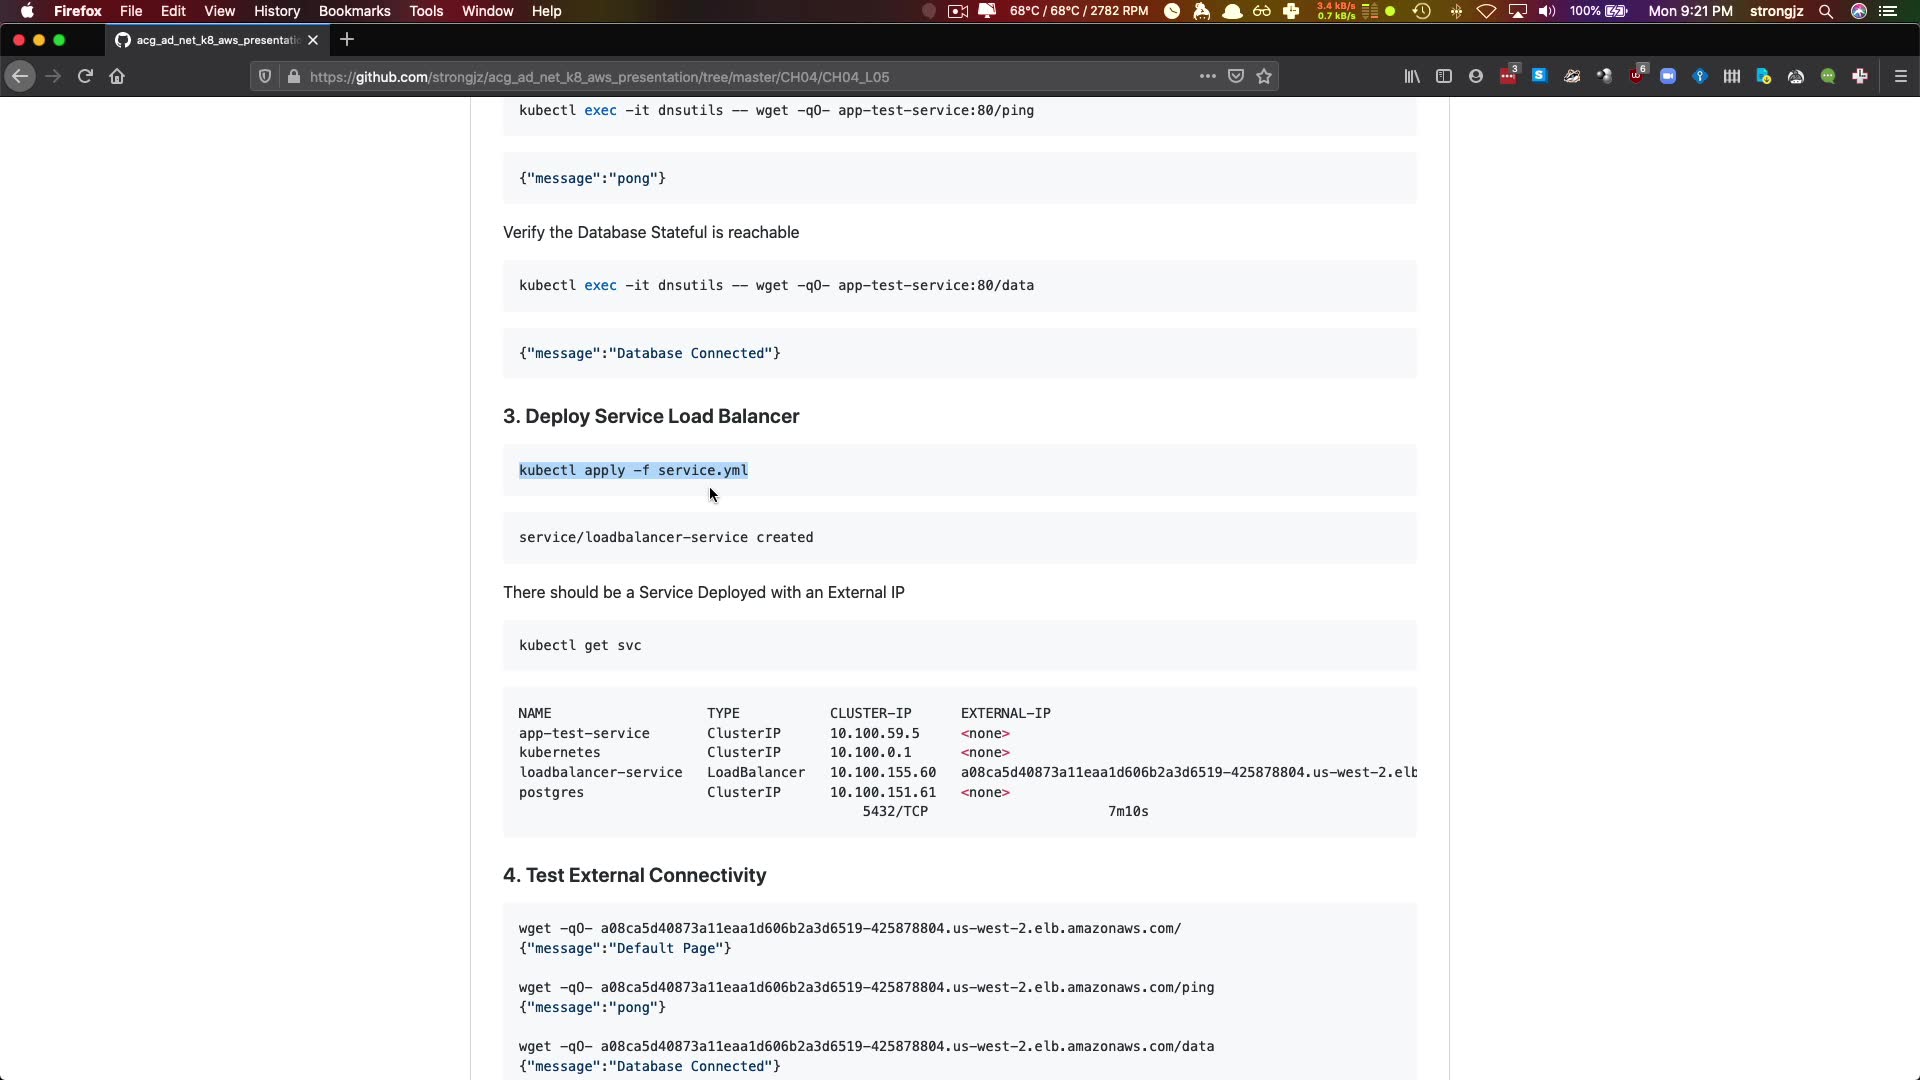 Firefox File Edit View History Bookmarks Tools Window Help 68°C / 68°C / 2782 RPM 3.4 kB/s 0.7 kB/s 100% Mon 9:21 PM strongjz
acg_ad_net_k8_aws_presentatio
https://github.com/strongjz/acg_ad_net_k8_aws_presentation/tree/master/CH04/CH04_L05 3 6
kubectl exec -it dnsutils -- wget -qO- app-test-service:80/ping
{"message":"pong"}
Verify the Database Stateful is reachable
kubectl exec -it dnsutils -- wget -qO- app-test-service:80/data
{"message":"Database Connected"}
3. Deploy Service Load Balancer
kubectl apply -f service.yml
service/loadbalancer-service created
There should be a Service Deployed with an External IP
kubectl get svc
NAME TYPE CLUSTER-IP EXTERNAL-IP
app-test-service ClusterIP 10.100.59.5 <none>
kubernetes ClusterIP 10.100.0.1 <none>
loadbalancer-service LoadBalancer 10.100.155.60 a08ca5d40873a11eaa1d606b2a3d6519-425878804.us-west-2.elb
postgres ClusterIP 10.100.151.61 <none>
5432/TCP 7m10s
4. Test External Connectivity
wget -qO- a08ca5d40873a11eaa1d606b2a3d6519-425878804.us-west-2.elb.amazonaws.com/
{"message":"Default Page"}
wget -qO- a08ca5d40873a11eaa1d606b2a3d6519-425878804.us-west-2.elb.amazonaws.com/ping
{"message":"pong"}
wget -qO- a08ca5d40873a11eaa1d606b2a3d6519-425878804.us-west-2.elb.amazonaws.com/data
{"message":"Database Connected"}